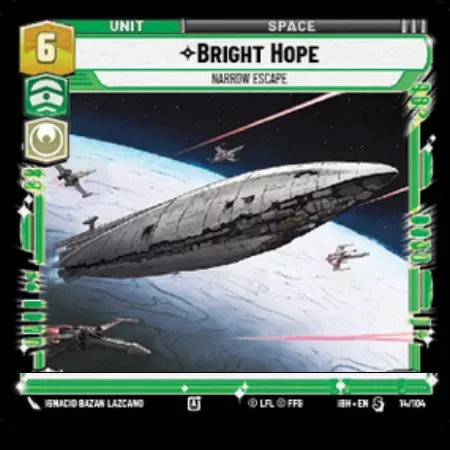 UNIT SPACE
6 BRIGHT HOPE
NARROW ESCAPE
IGNACIO BAZAN LAZCANO A © LFL © FFG IBH • EN 14/104